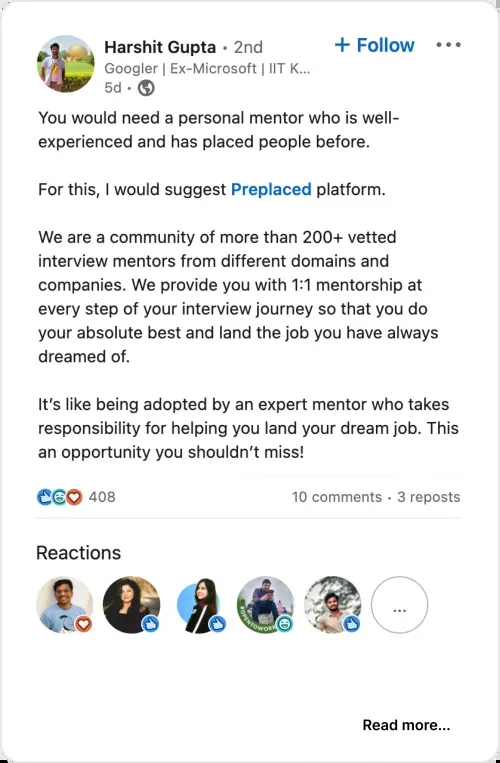 Harshit Gupta • 2nd
+ Follow
Googler | Ex-Microsoft | IIT K...
5d •
You would need a personal mentor who is well-
experienced and has placed people before.
For this, I would suggest Preplaced platform.
We are a community of more than 200+ vetted
interview mentors from different domains and
companies. We provide you with 1:1 mentorship at
every step of your interview journey so that you do
your absolute best and land the job you have always
dreamed of.
It’s like being adopted by an expert mentor who takes
responsibility for helping you land your dream job. This
an opportunity you shouldn’t miss!
408
10 comments • 3 reposts
Reactions
#OPENTOWORK
...
Read more...